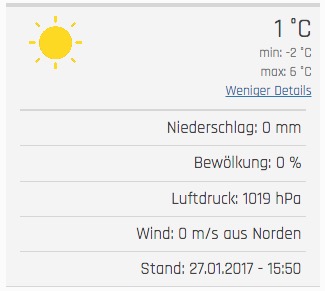 1 °C
min: -2 °C
max: 6 °C
Weniger Details
Niederschlag: 0 mm
Bewölkung: 0 %
Luftdruck: 1019 hPa
Wind: 0 m/s aus Norden
Stand: 27.01.2017 - 15:50